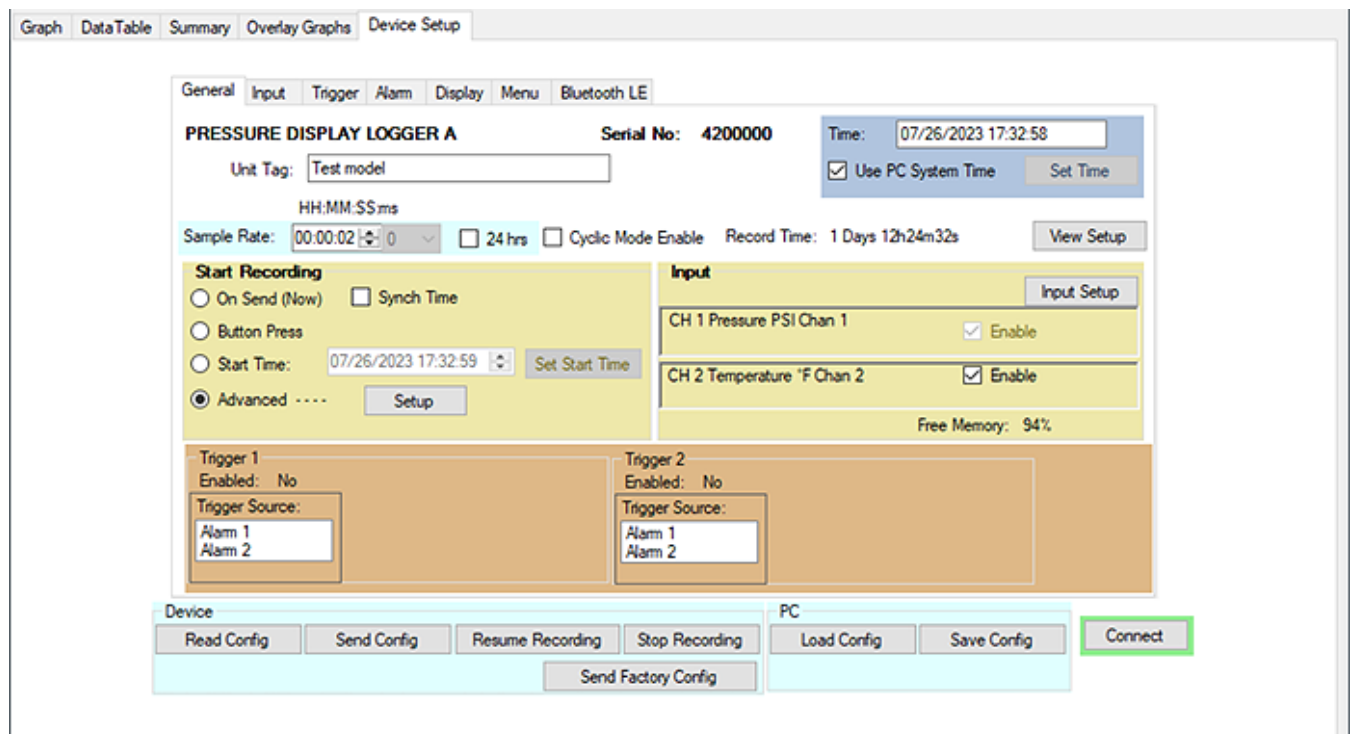 Graph DataTable Summary Overlay Graphs Device Setup
General Input Trigger Alarm Display Menu Bluetooth LE
PRESSURE DISPLAY LOGGER A Serial No: 4200000 Time: 07/26/2023 17:32:58
Unit Tag: Test model Use PC System Time Set Time
HH:MM:SS:ms
Sample Rate: 00:00:02 0 24 hrs Cyclic Mode Enable Record Time: 1 Days 12h24m32s View Setup
Start Recording
On Send (Now) Synch Time
Button Press
Start Time: 07/26/2023 17:32:59 Set Start Time
Advanced - - - - Setup
Input
Input Setup
CH 1 Pressure PSI Chan 1 Enable
CH 2 Temperature °F Chan 2 Enable
Free Memory: 94%
Trigger 1
Enabled: No
Trigger Source:
Alarm 1
Alarm 2
Trigger 2
Enabled: No
Trigger Source:
Alarm 1
Alarm 2
Device
Read Config Send Config Resume Recording Stop Recording
Send Factory Config
PC
Load Config Save Config
Connect